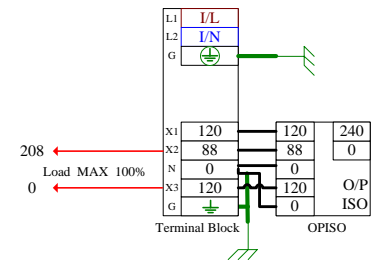 L1 I/L
L2 I/N
G
X1 120 120 240
208 X2 88 88 0
N 0 0
Load MAX 100%
0 X3 120 120 O/P
G 0 ISO
Terminal Block OPISO